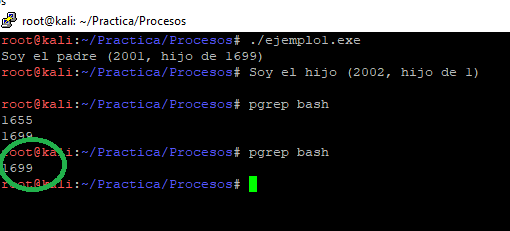 root@kali: ~/Practica/Procesos
root@kali:~/Practica/Procesos# ./ejemplo1.exe
Soy el padre (2001, hijo de 1699)
root@kali:~/Practica/Procesos# Soy el hijo (2002, hijo de 1)
root@kali:~/Practica/Procesos# pgrep bash
1655
1699
root@kali:~/Practica/Procesos# pgrep bash
1699
root@kali:~/Practica/Procesos#